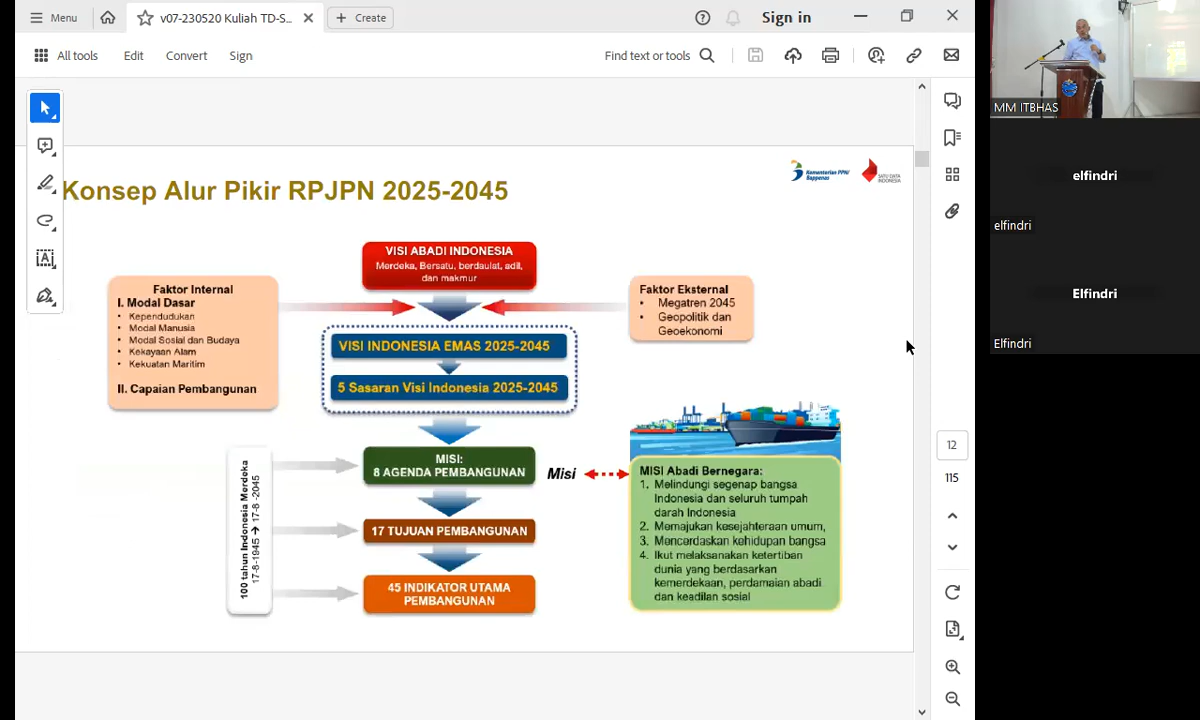 Menu
v07-230520 Kuliah TD-S...
Create
Sign in
All tools
Edit
Convert
Sign
Find text or tools
MM ITBHAS
elfindri
elfindri
Elfindri
Elfindri
Kementerian PPN/
Bappenas
SATU DATA
INDONESIA
Konsep Alur Pikir RPJPN 2025-2045
VISI ABADI INDONESIA
Merdeka, Bersatu, berdaulat, adil,
dan makmur
Faktor Internal
I. Modal Dasar
• Kependudukan
• Modal Manusia
• Modal Sosial dan Budaya
• Kekayaan Alam
• Kekuatan Maritim
II. Capaian Pembangunan
Faktor Eksternal
• Megatren 2045
• Geopolitik dan
Geoekonomi
VISI INDONESIA EMAS 2025-2045
5 Sasaran Visi Indonesia 2025-2045
MISI:
8 AGENDA PEMBANGUNAN
Misi
17 TUJUAN PEMBANGUNAN
45 INDIKATOR UTAMA
PEMBANGUNAN
100 tahun Indonesia Merdeka
17-8-1945 → 17-8 -2045
MISI Abadi Bernegara:
1. Melindungi segenap bangsa
Indonesia dan seluruh tumpah
darah Indonesia
2. Memajukan kesejahteraan umum,
3. Mencerdaskan kehidupan bangsa
4. Ikut melaksanakan ketertiban
dunia yang berdasarkan
kemerdekaan, perdamaian abadi
dan keadilan sosial
12
115